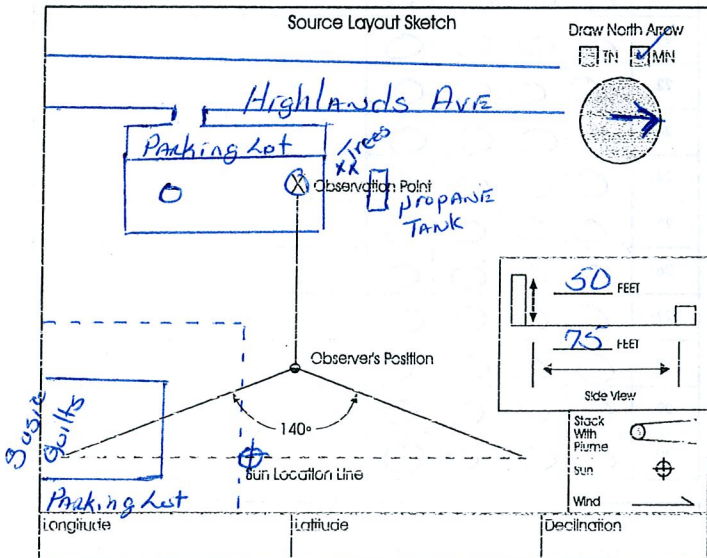 Source Layout Sketch
Draw North Arrow
TN MN
Highlands Ave
Parking Lot
Trees
XX
X Observation Point
Propane
Tank
50 FEET
75 FEET
Side View
Observer's Position
140°
Susie
Quilts
Sun Location Line
Parking Lot
Stack
With
Plume
Sun
Wind
Longitude
Latitude
Declination